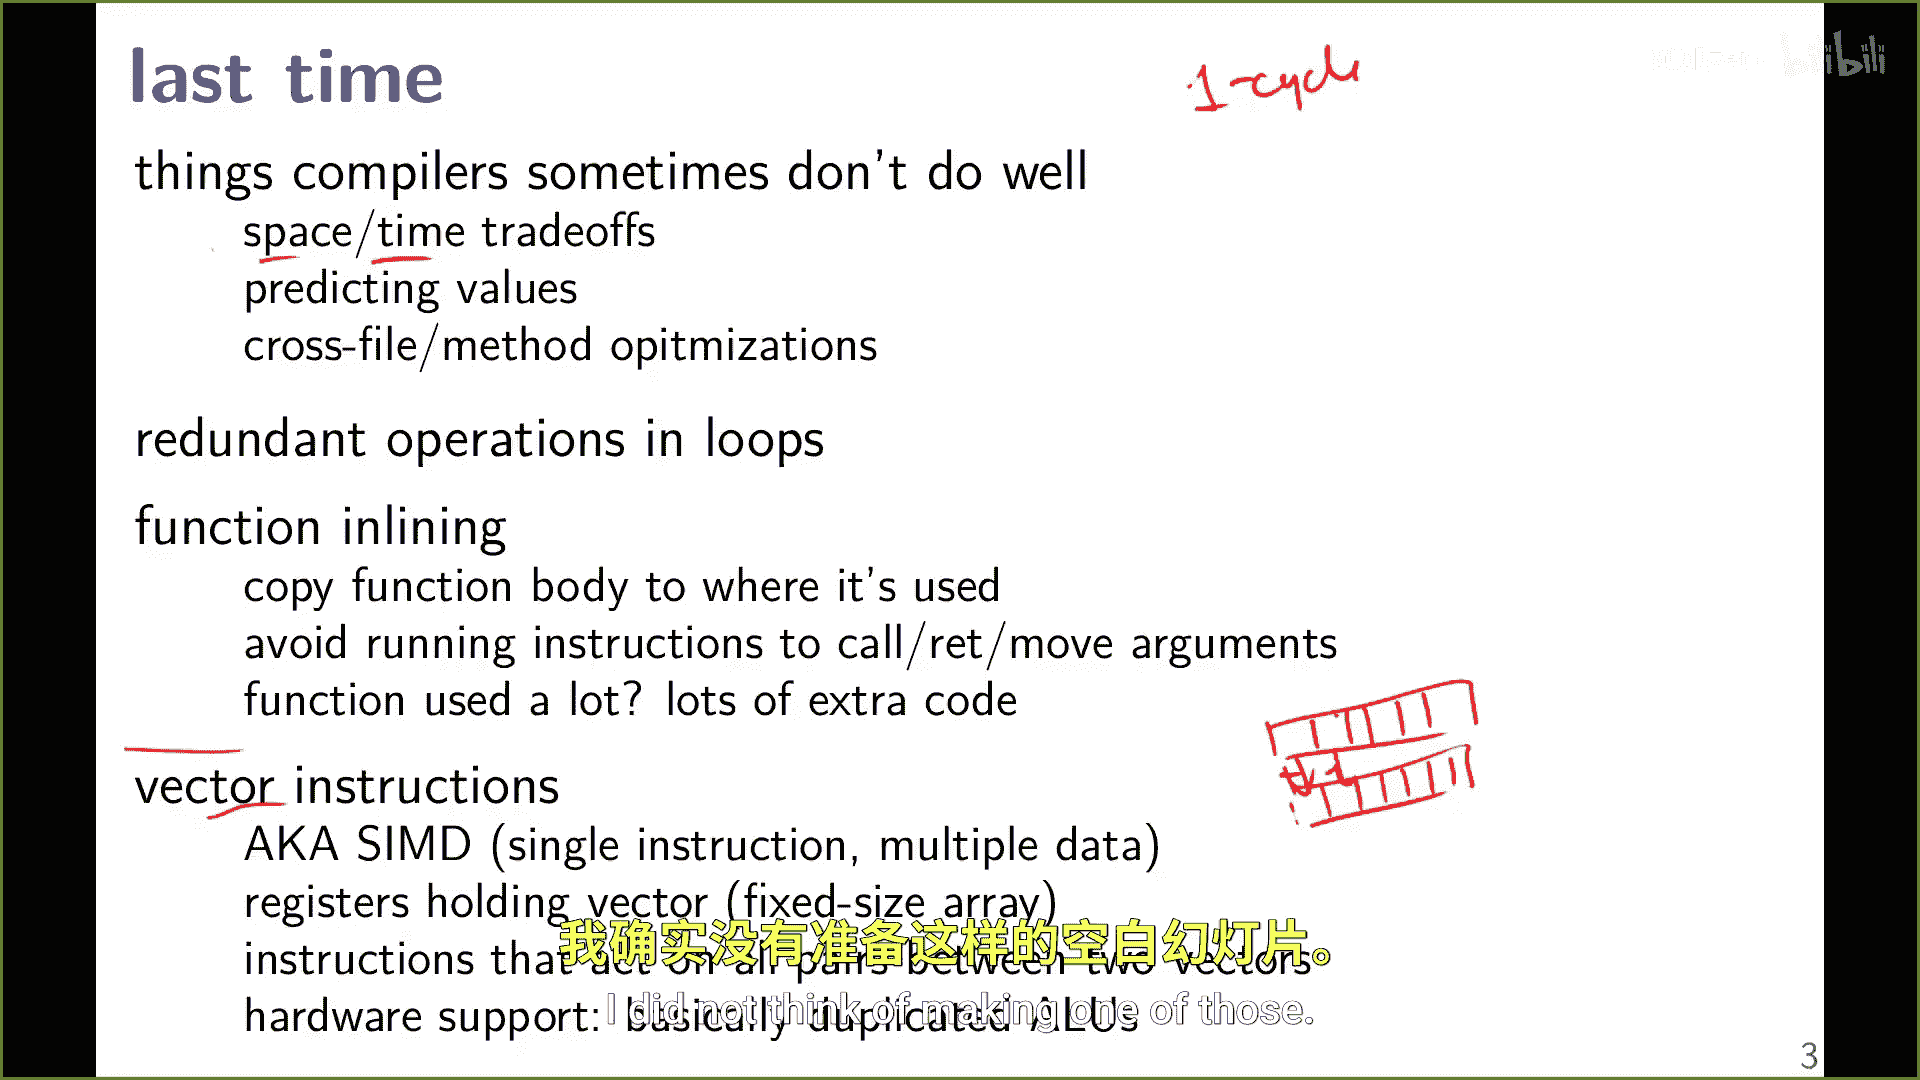 last time
1-cycle
bilibili
things compilers sometimes don't do well
space/time tradeoffs
predicting values
cross-file/method opitmizations
redundant operations in loops
function inlining
copy function body to where it's used
avoid running instructions to call/ret/move arguments
function used a lot? lots of extra code
vector instructions
AKA SIMD (single instruction, multiple data)
registers holding vector (fixed-size array)
我确实没有准备这样的空白幻灯片。
instructions that act on all pairs between two vectors
I did not think of making one of those.
hardware support: basically duplicated ALUs
3